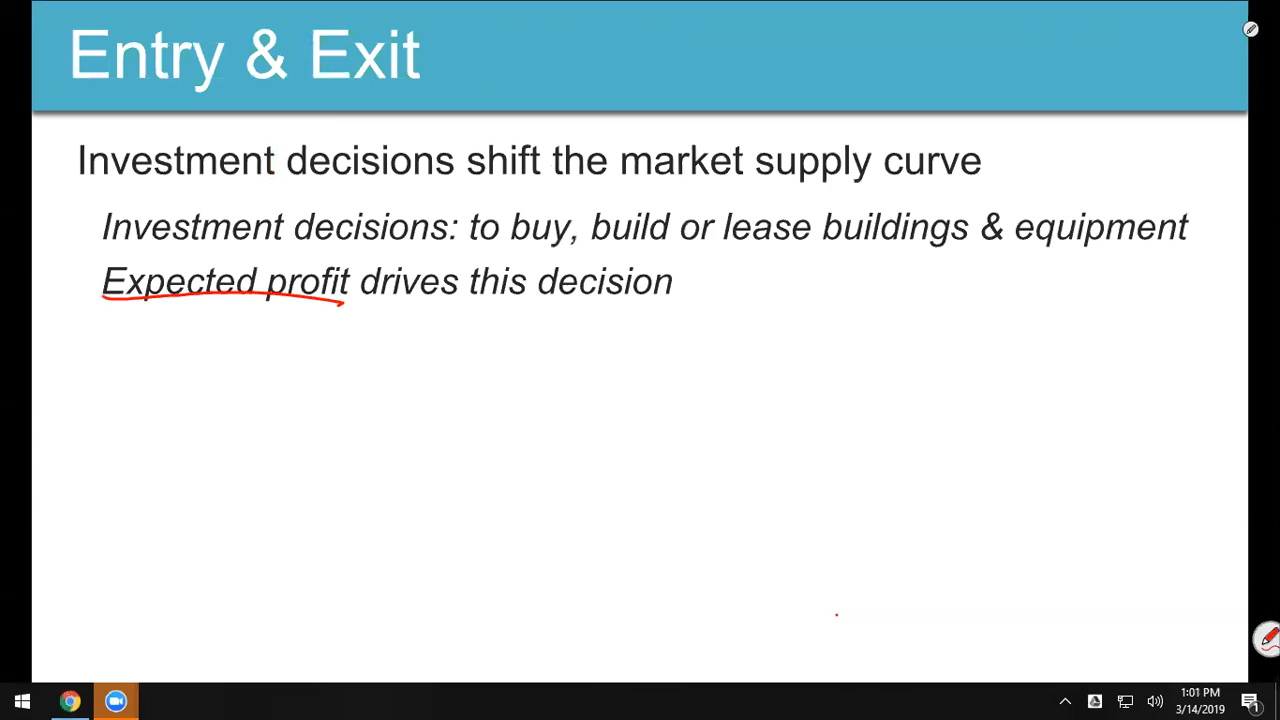 Entry & Exit
Investment decisions shift the market supply curve
Investment decisions: to buy, build or lease buildings & equipment
Expected profit drives this decision
1:01 PM
3/14/2019
1